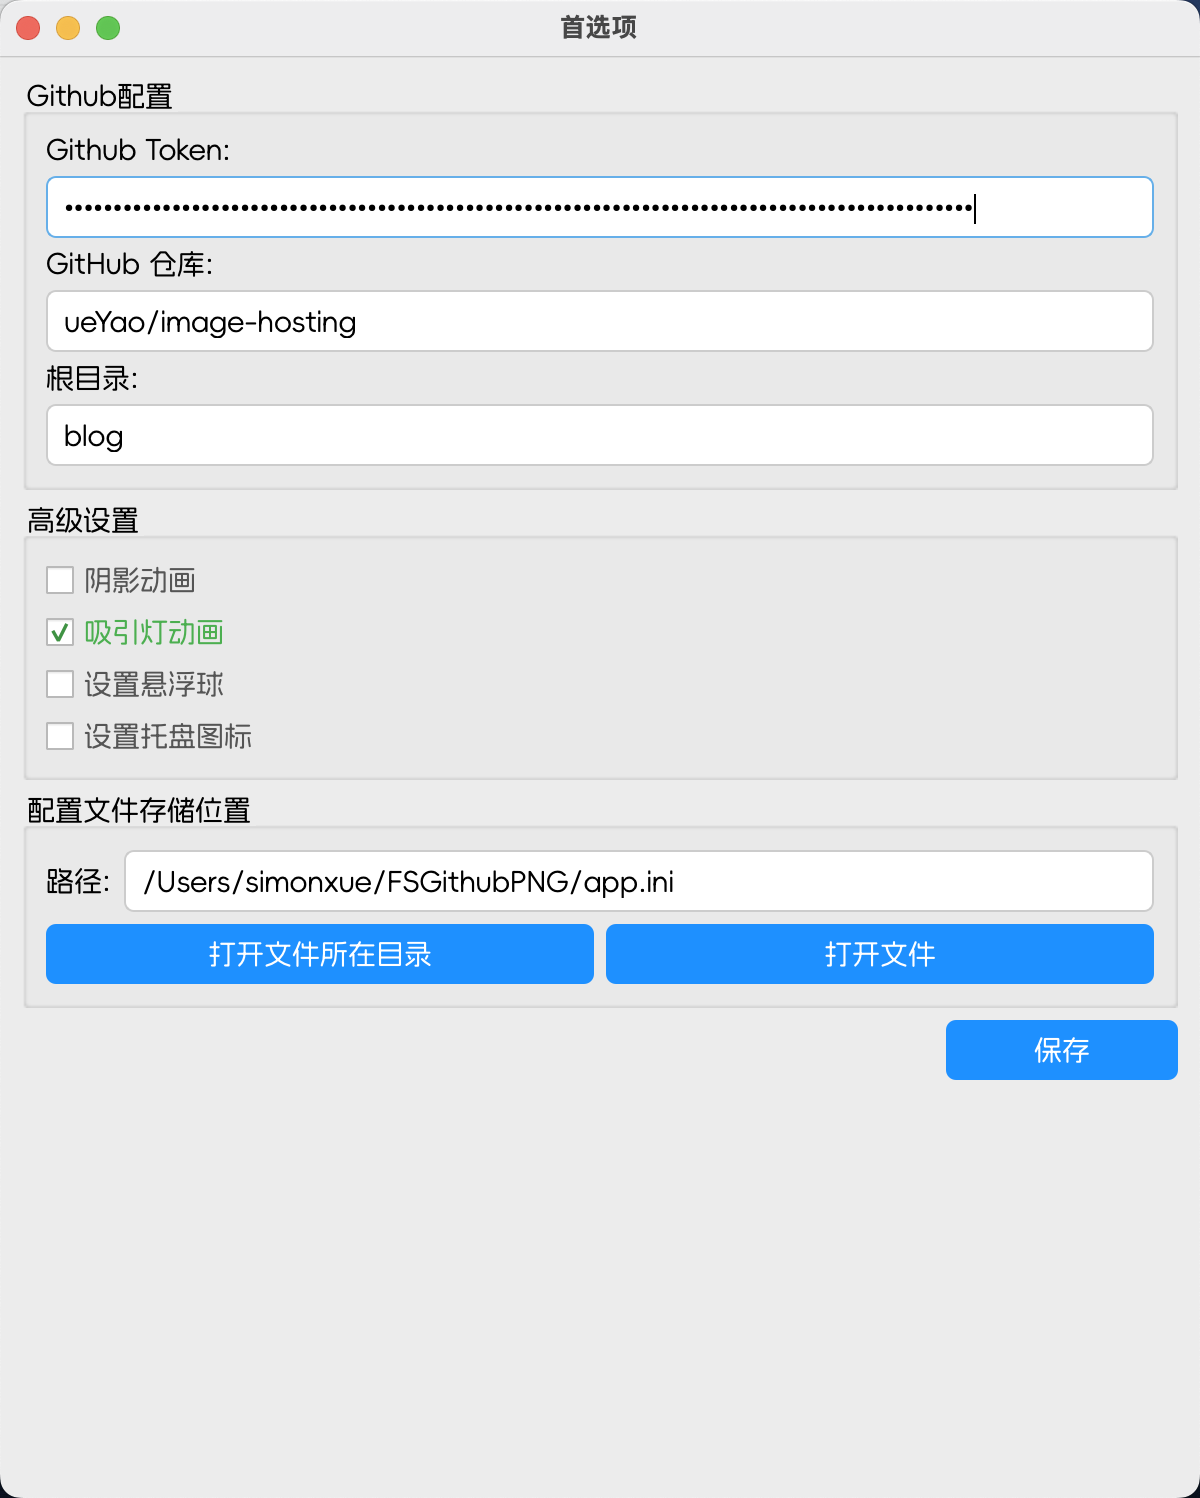 首选项
Github配置
Github Token:
GitHub 仓库:
ueYao/image-hosting
根目录:
blog
高级设置
阴影动画
吸引灯动画
设置悬浮球
设置托盘图标
配置文件存储位置
路径: /Users/simonxue/FSGithubPNG/app.ini
打开文件所在目录 打开文件
保存